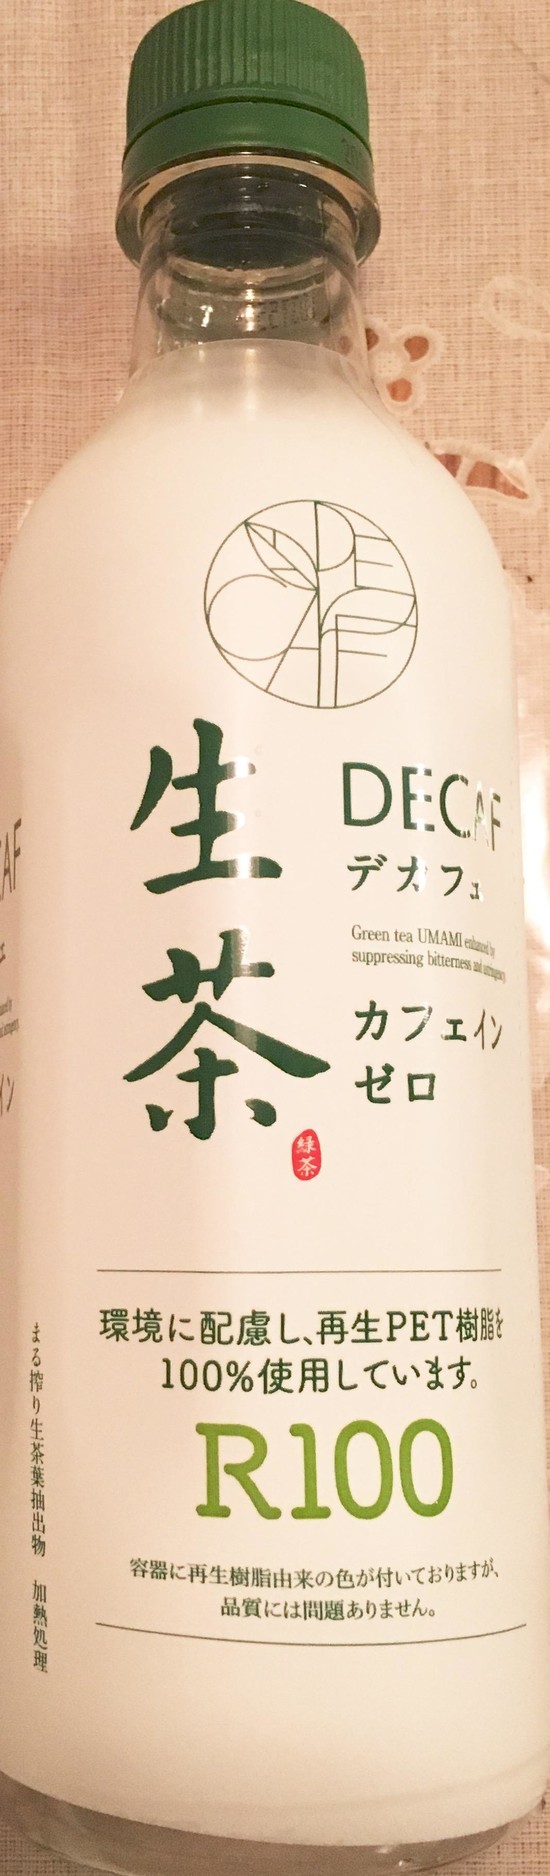 DECAF
生茶
DECAF
デカフェ
Green tea UMAMI enhanced by
suppressing bitterness and astringency
カフェイン
ゼロ
緑茶
環境に配慮し、再生PET樹脂を
100%使用しています。
R100
容器に再生樹脂由来の色が付いておりますが、
品質には問題ありません。
まる搾り生茶葉抽出物 加熱処理